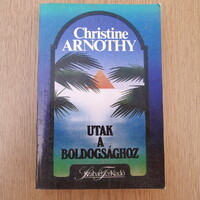 Christine
ARNOTHY
UTAK
A
BOLDOGSÁGHOZ